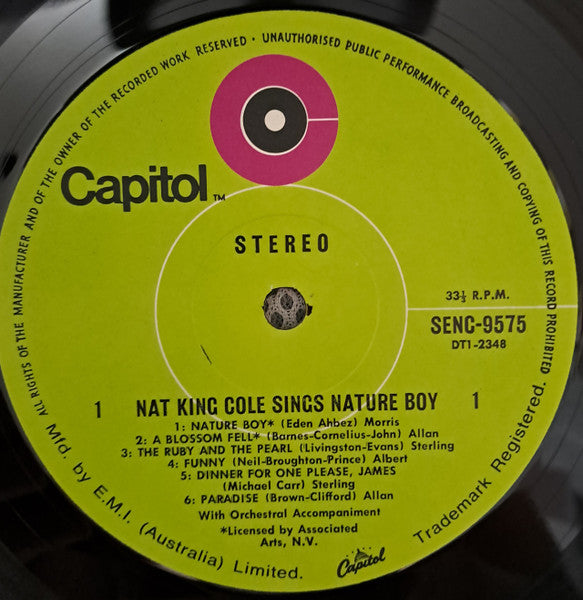 ALL RIGHTS OF THE MANUFACTURER AND OF THE OWNER OF THE RECORDED WORK RESERVED · UNAUTHORISED PUBLIC PERFORMANCE BROADCASTING AND COPYING OF THIS RECORD PROHIBITED
Capitol TM
STEREO
33⅓ R.P.M.
SENC-9575
DT1-2348
1 NAT KING COLE SINGS NATURE BOY 1
1: NATURE BOY* (Eden Ahbez) Morris
2: A BLOSSOM FELL* (Barnes-Cornelius-John) Allan
3: THE RUBY AND THE PEARL (Livingston-Evans) Sterling
4: FUNNY (Neil-Broughton-Prince) Albert
5: DINNER FOR ONE PLEASE, JAMES
(Michael Carr) Sterling
6: PARADISE (Brown-Clifford) Allan
With Orchestral Accompaniment
*Licensed by Associated
Arts, N.V.
Mfd. by E.M.I. (Australia) Limited.
Capitol
Trademark Registered.